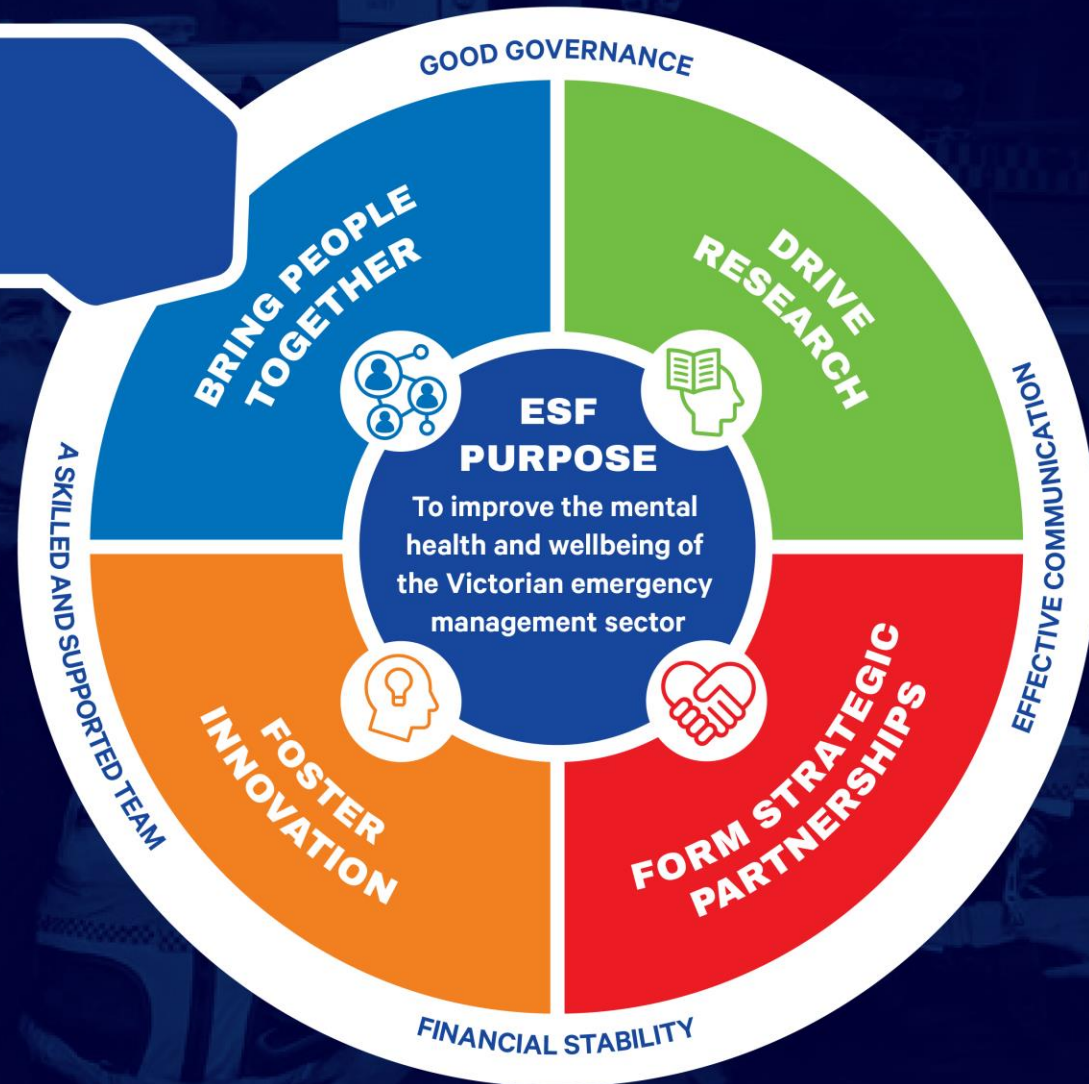 GOOD GOVERNANCE
BRING PEOPLE
TOGETHER
DRIVE
RESEARCH
ESF
PURPOSE
To improve the mental
health and wellbeing of
the Victorian emergency
management sector
A SKILLED AND SUPPORTED TEAM
EFFECTIVE COMMUNICATION
FOSTER
INNOVATION
FORM STRATEGIC
PARTNERSHIPS
FINANCIAL STABILITY